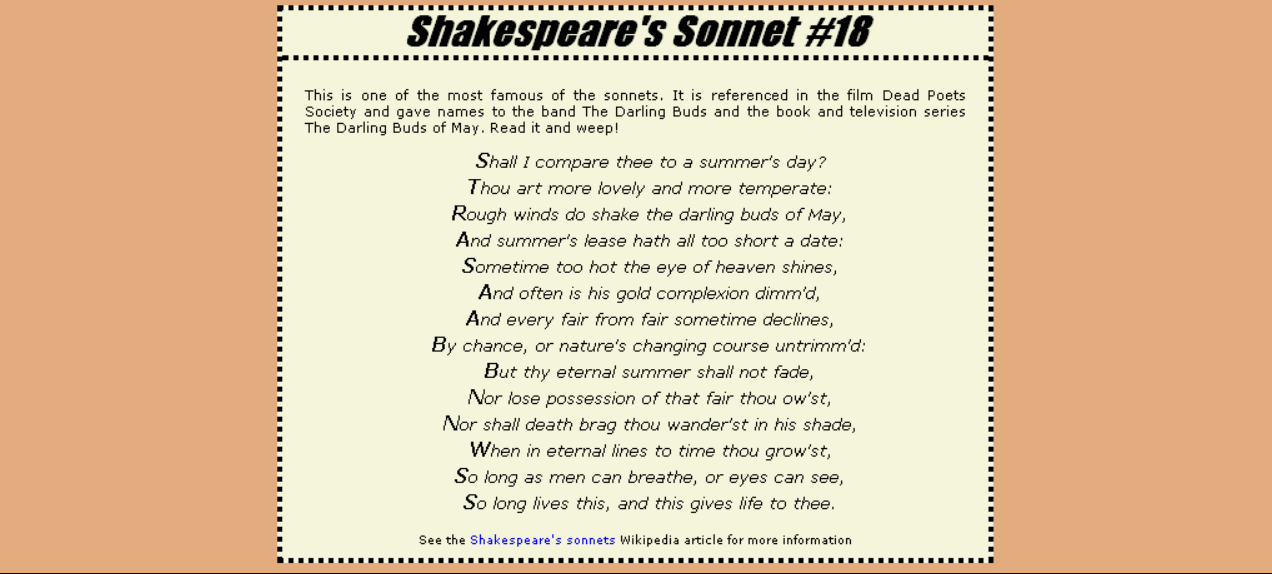 Shakespeare's Sonnet #18
This is one of the most famous of the sonnets. It is referenced in the film Dead Poets
Society and gave names to the band The Darling Buds and the book and television series
The Darling Buds of May. Read it and weep!
Shall I compare thee to a summer's day?
Thou art more lovely and more temperate:
Rough winds do shake the darling buds of May,
And summer's lease hath all too short a date:
Sometime too hot the eye of heaven shines,
And often is his gold complexion dimm'd,
And every fair from fair sometime declines,
By chance, or nature's changing course untrimm'd:
But thy eternal summer shall not fade,
Nor lose possession of that fair thou ow'st,
Nor shall death brag thou wander'st in his shade,
When in eternal lines to time thou grow'st,
So long as men can breathe, or eyes can see,
So long lives this, and this gives life to thee.
See the Shakespeare's sonnets Wikipedia article for more information